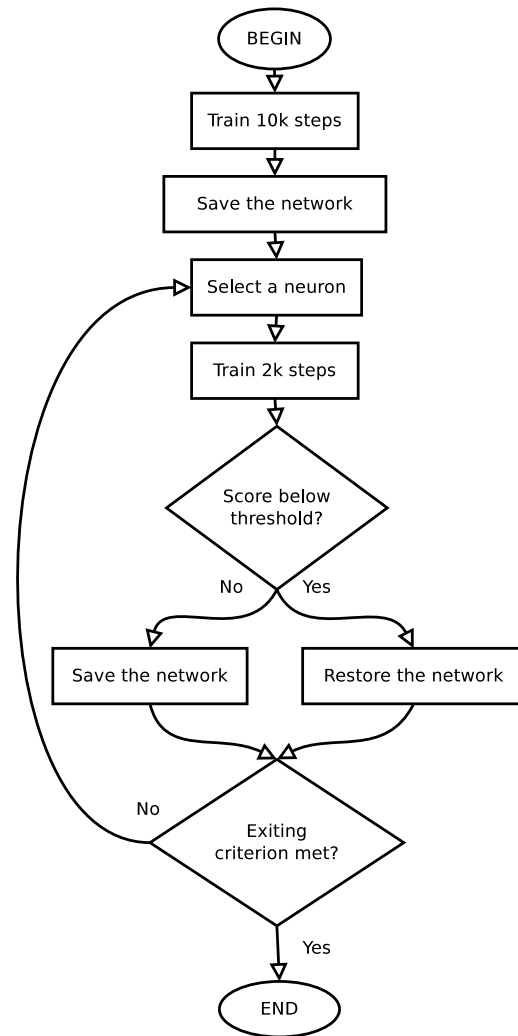 BEGIN
Train 10k steps
Save the network
Select a neuron
Train 2k steps
Score below
threshold?
No
Yes
Save the network
Restore the network
No
Exiting
criterion met?
Yes
END